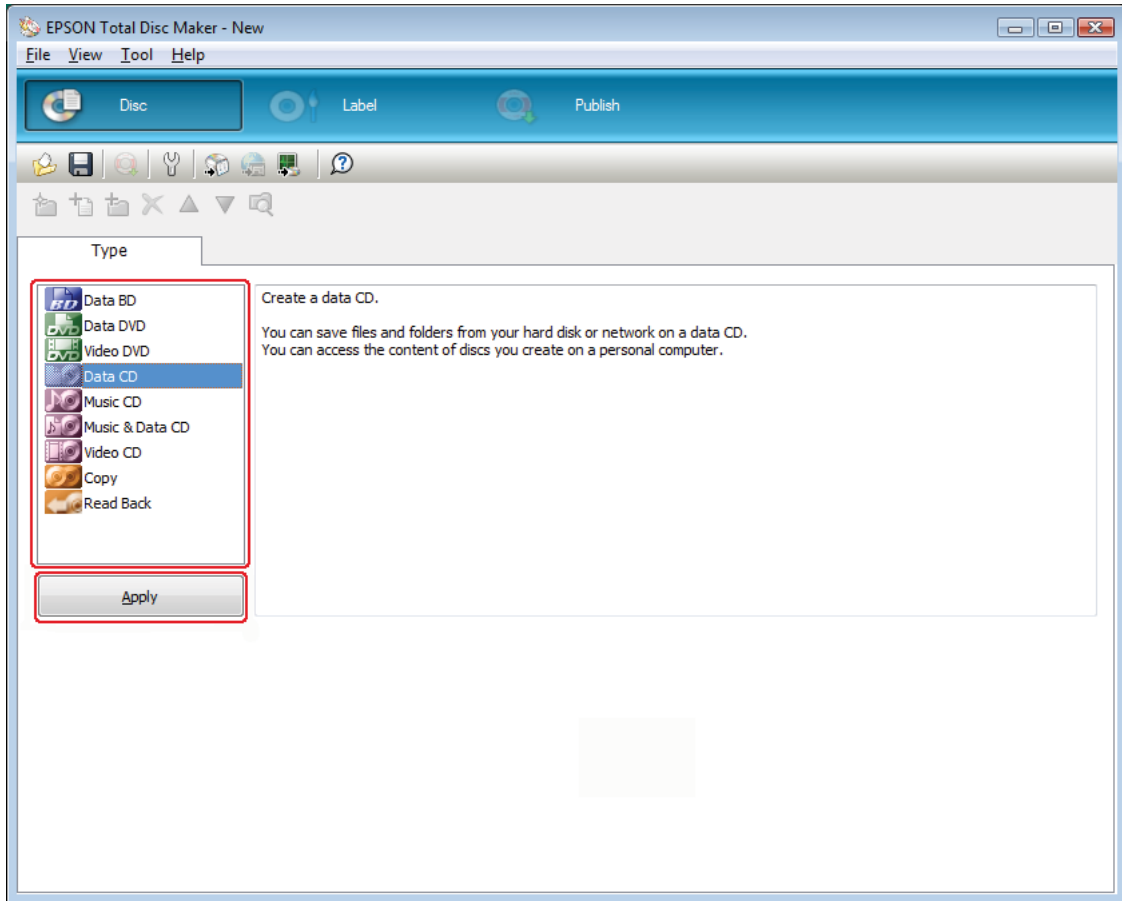 EPSON Total Disc Maker - New
File View Tool Help
Disc Label Publish
Type
BD Data BD
DVD Data DVD
DVD Video DVD
Data CD
Music CD
Music & Data CD
Video CD
Copy
Read Back
Apply
Create a data CD.
You can save files and folders from your hard disk or network on a data CD.
You can access the content of discs you create on a personal computer.